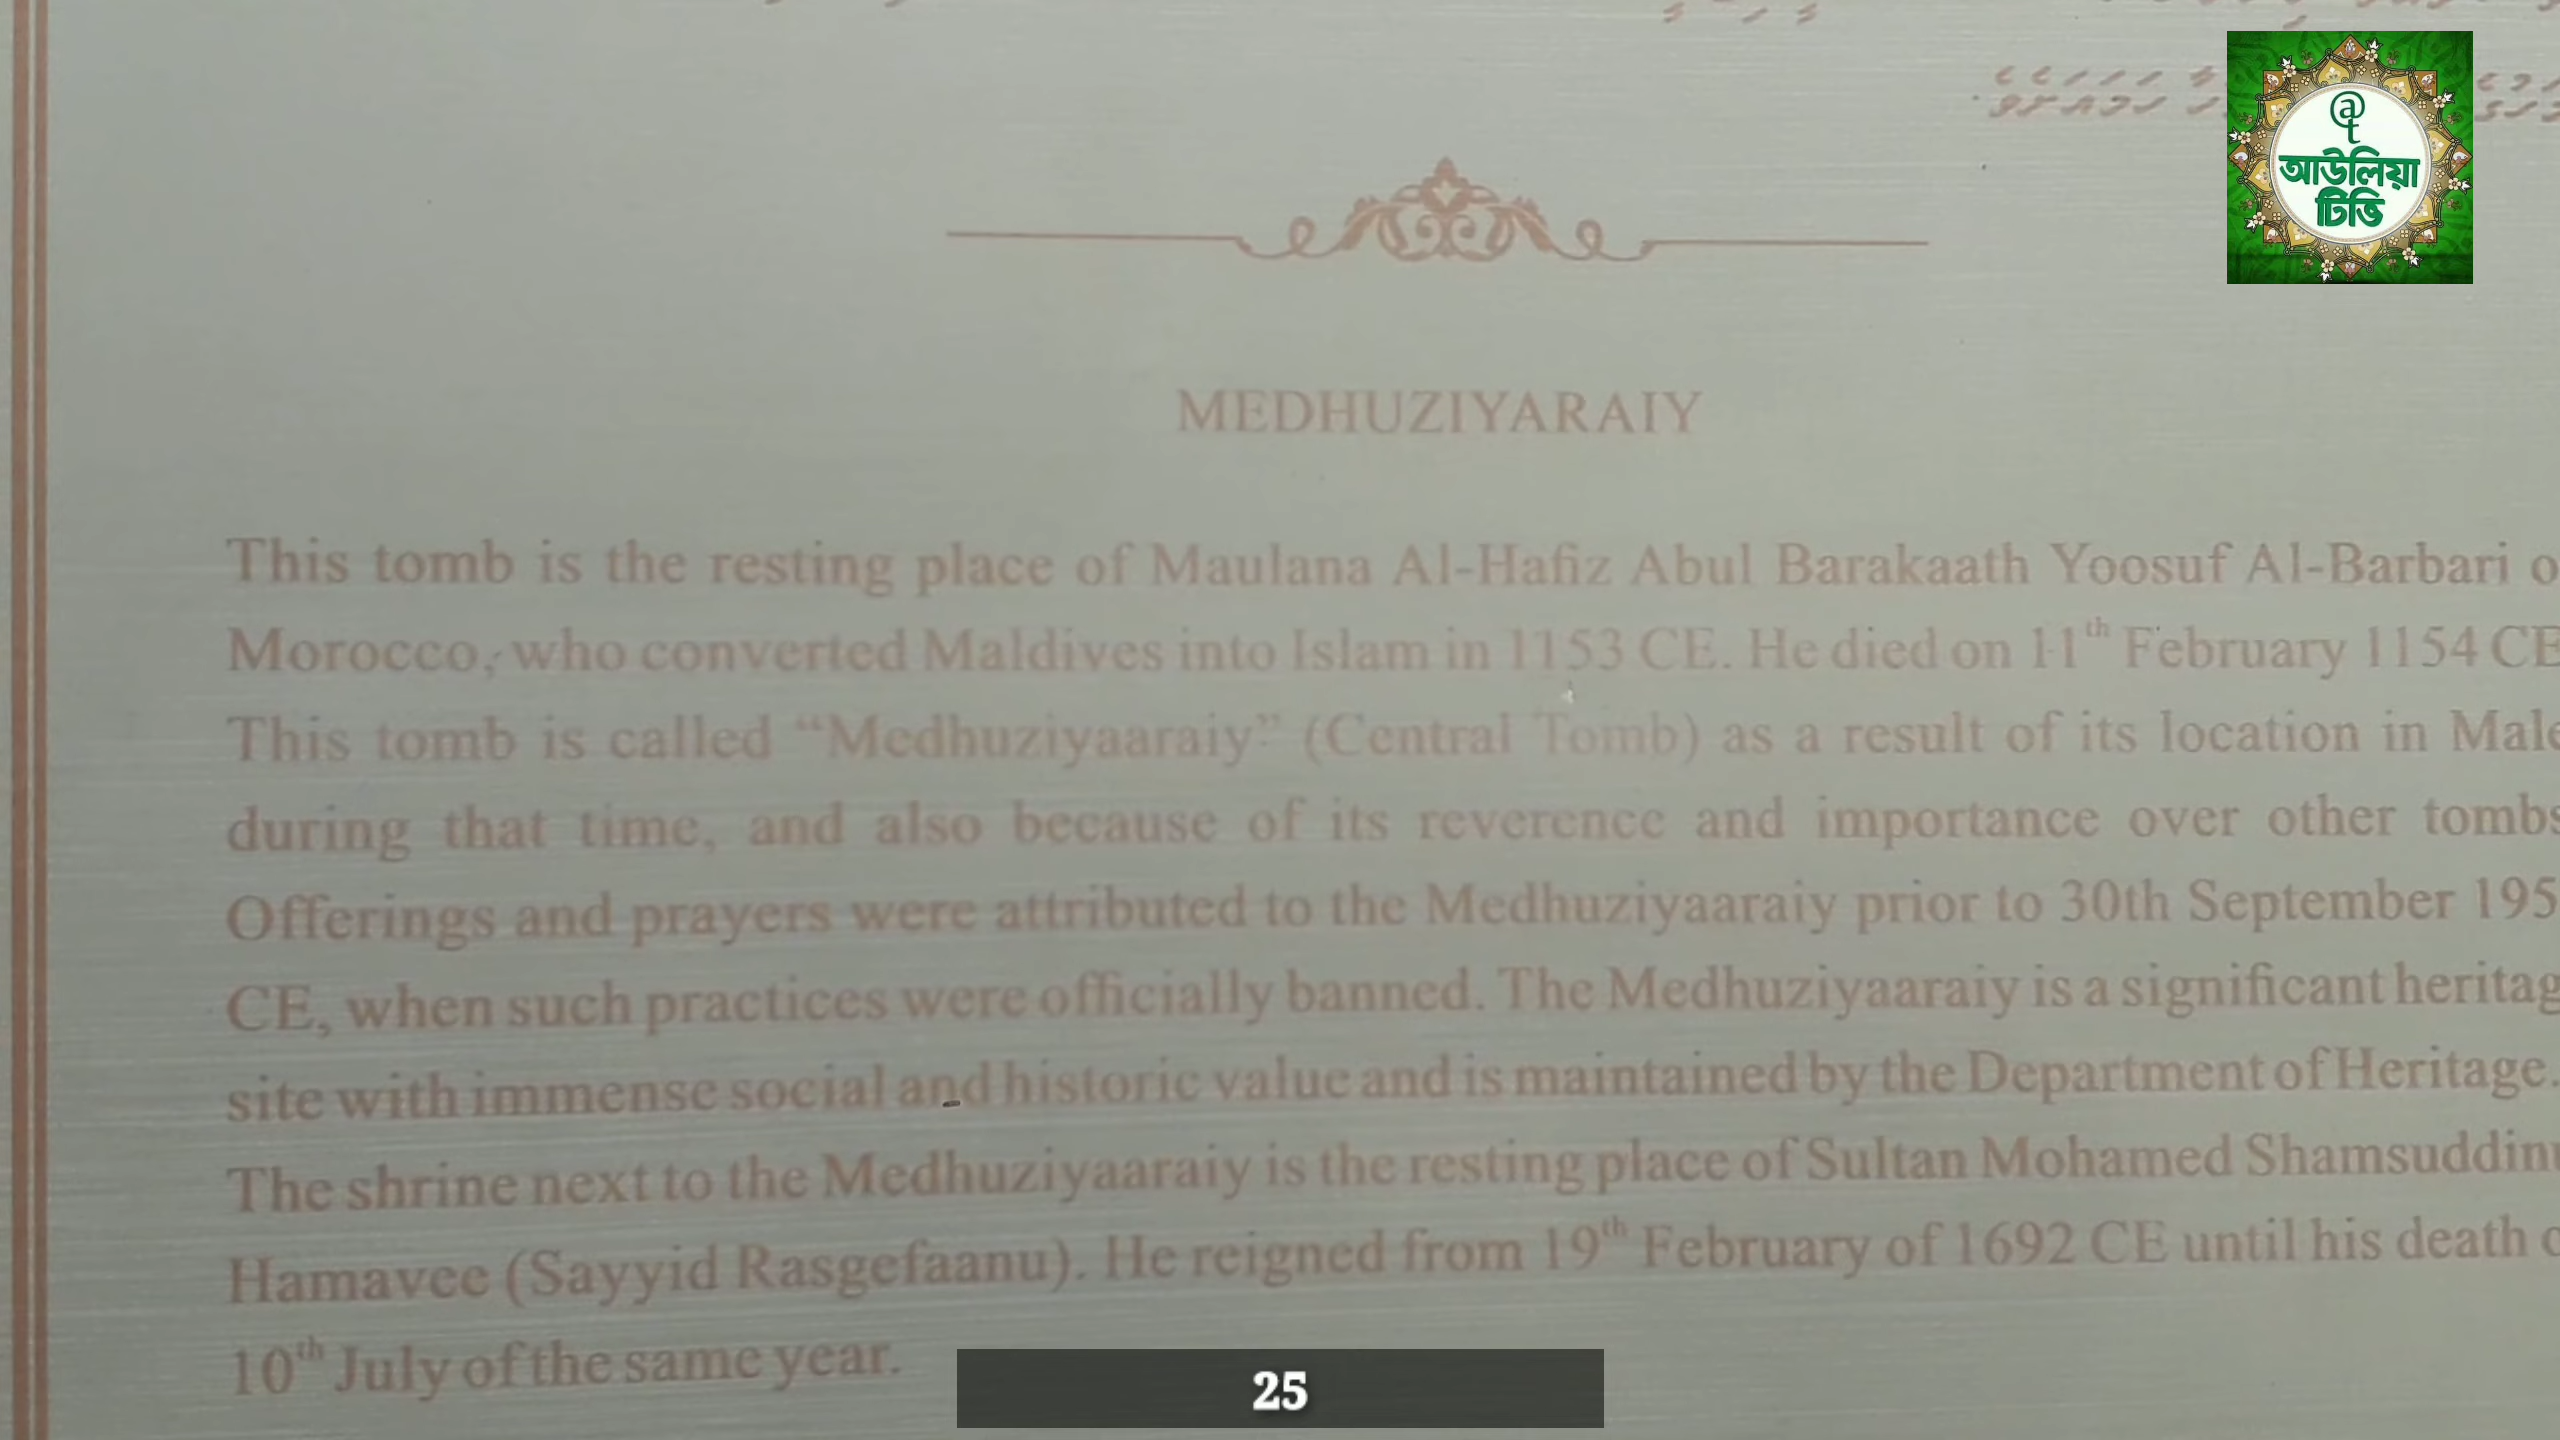 @t
আউলিয়া
টিভি
MEDHUZIYARAIY
This tomb is the resting place of Maulana Al-Hafiz Abul Barakaath Yoosuf Al-Barbari
Morocco, who converted Maldives into Islam in 1153 CE. He died on 11th February 1154 CE
This tomb is called “Medhuziyaaraiy” (Central Tomb) as a result of its location in Male
during that time, and also because of its reverence and importance over other tombs
Offerings and prayers were attributed to the Medhuziyaaraiy prior to 30th September
CE, when such practices were officially banned. The Medhuziyaaraiy is a significant heritag
site with immense social and historic value and is maintained by the Department of Heritage.
The shrine next to the Medhuziyaaraiy is the resting place of Sultan Mohamed Shamsuddin
Hamavee (Sayyid Rasgefaanu). He reigned from 19th February of 1692 CE until his death
10th July of the same year.
25